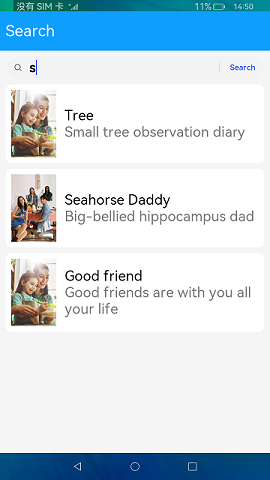 没有 SIM 卡
11%
14:50
Search
s
Search
Tree
Small tree observation diary
Seahorse Daddy
Big-bellied hippocampus dad
Good friend
Good friends are with you all
your life